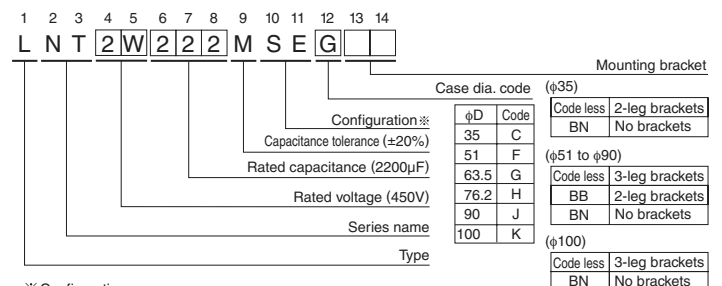 1 2 3 4 5 6 7 8 9 10 11 12 13 14
L N T 2 W 2 2 2 M S E G
Mounting bracket
Case dia. code
Configuration※
Capacitance tolerance (±20%)
Rated capacitance (2200μF)
Rated voltage (450V)
Series name
Type
ϕD Code
35 C
51 F
63.5 G
76.2 H
90 J
100 K
(ϕ35)
Code less 2-leg brackets
BN No brackets
(ϕ51 to ϕ90)
Code less 3-leg brackets
BB 2-leg brackets
BN No brackets
(ϕ100)
Code less 3-leg brackets
BN No brackets